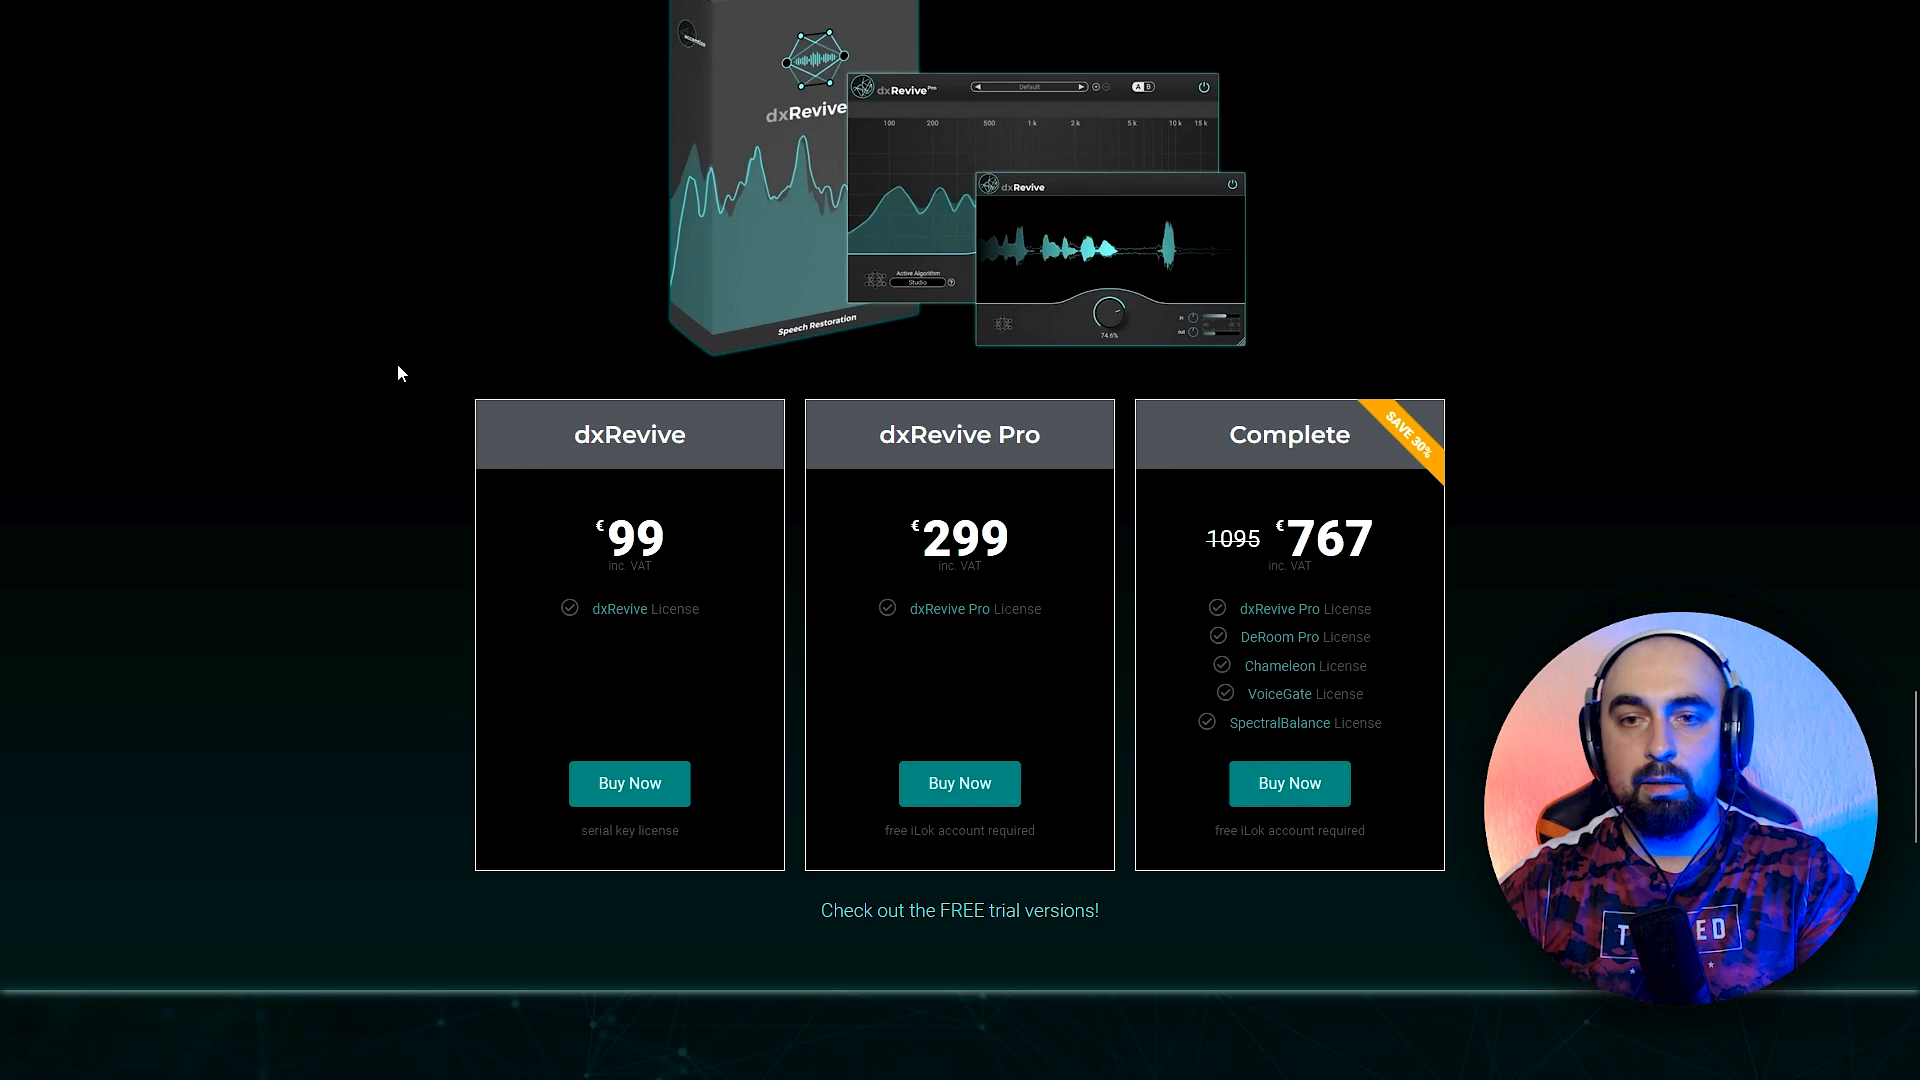 accentize
dxRevive
Speech Restoration
dxRevive Pro
Default
A B
100 200 500 1 k 2 k 5 k 10 k 15 k
Active Algorithm
Studio
?
dxRevive
74.6%
in
out
dxRevive
€99
inc. VAT
dxRevive License
Buy Now
serial key license
dxRevive Pro
€299
inc. VAT
dxRevive Pro License
Buy Now
free iLok account required
Complete
SAVE 30%
1095 €767
inc. VAT
dxRevive Pro License
DeRoom Pro License
Chameleon License
VoiceGate License
SpectralBalance License
Buy Now
free iLok account required
Check out the FREE trial versions!
T ED